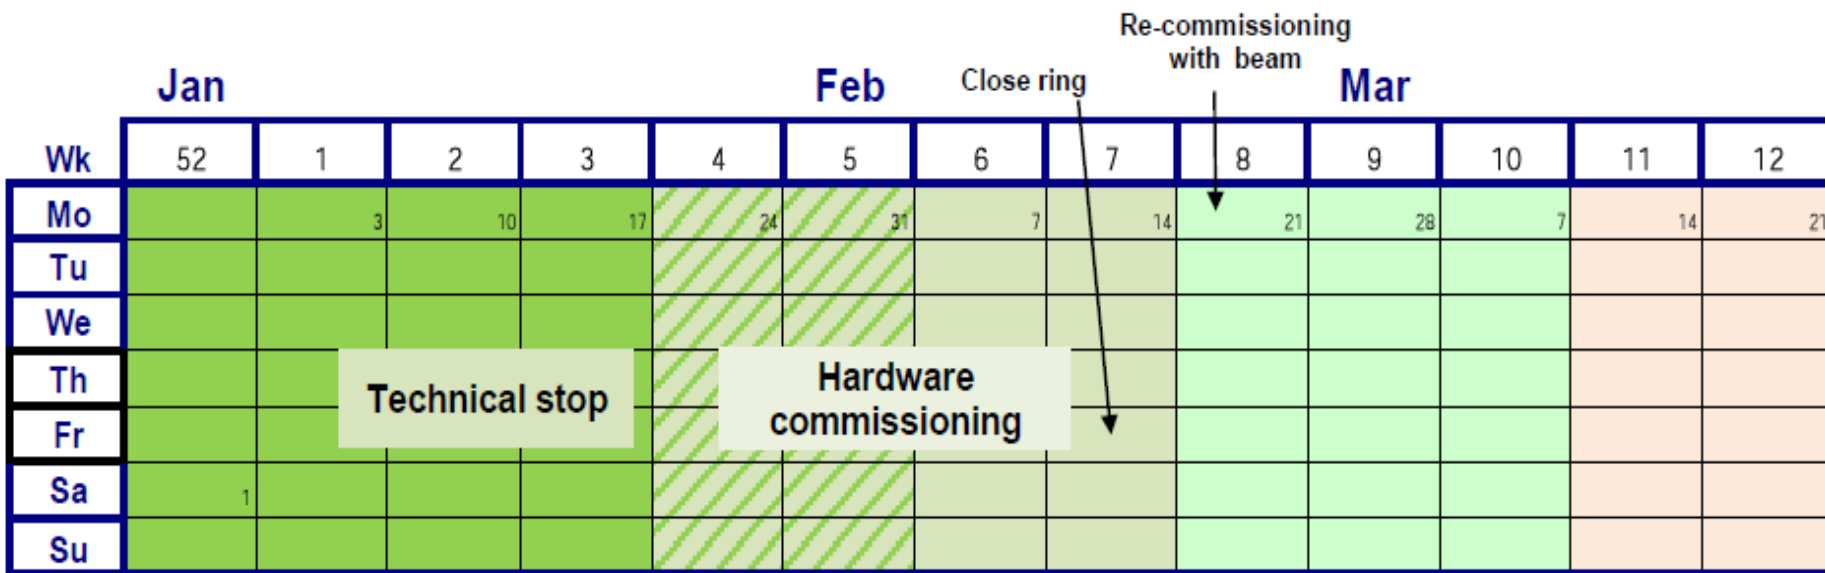 Re-commissioning
with beam
Jan Feb Close ring Mar
Wk 52 1 2 3 4 5 6 7 8 9 10 11 12
Mo 3 10 17 24 31 7 14 21 28 7 14 21
Tu
We
Th
Fr
Technical stop
Hardware
commissioning
Sa 1
Su